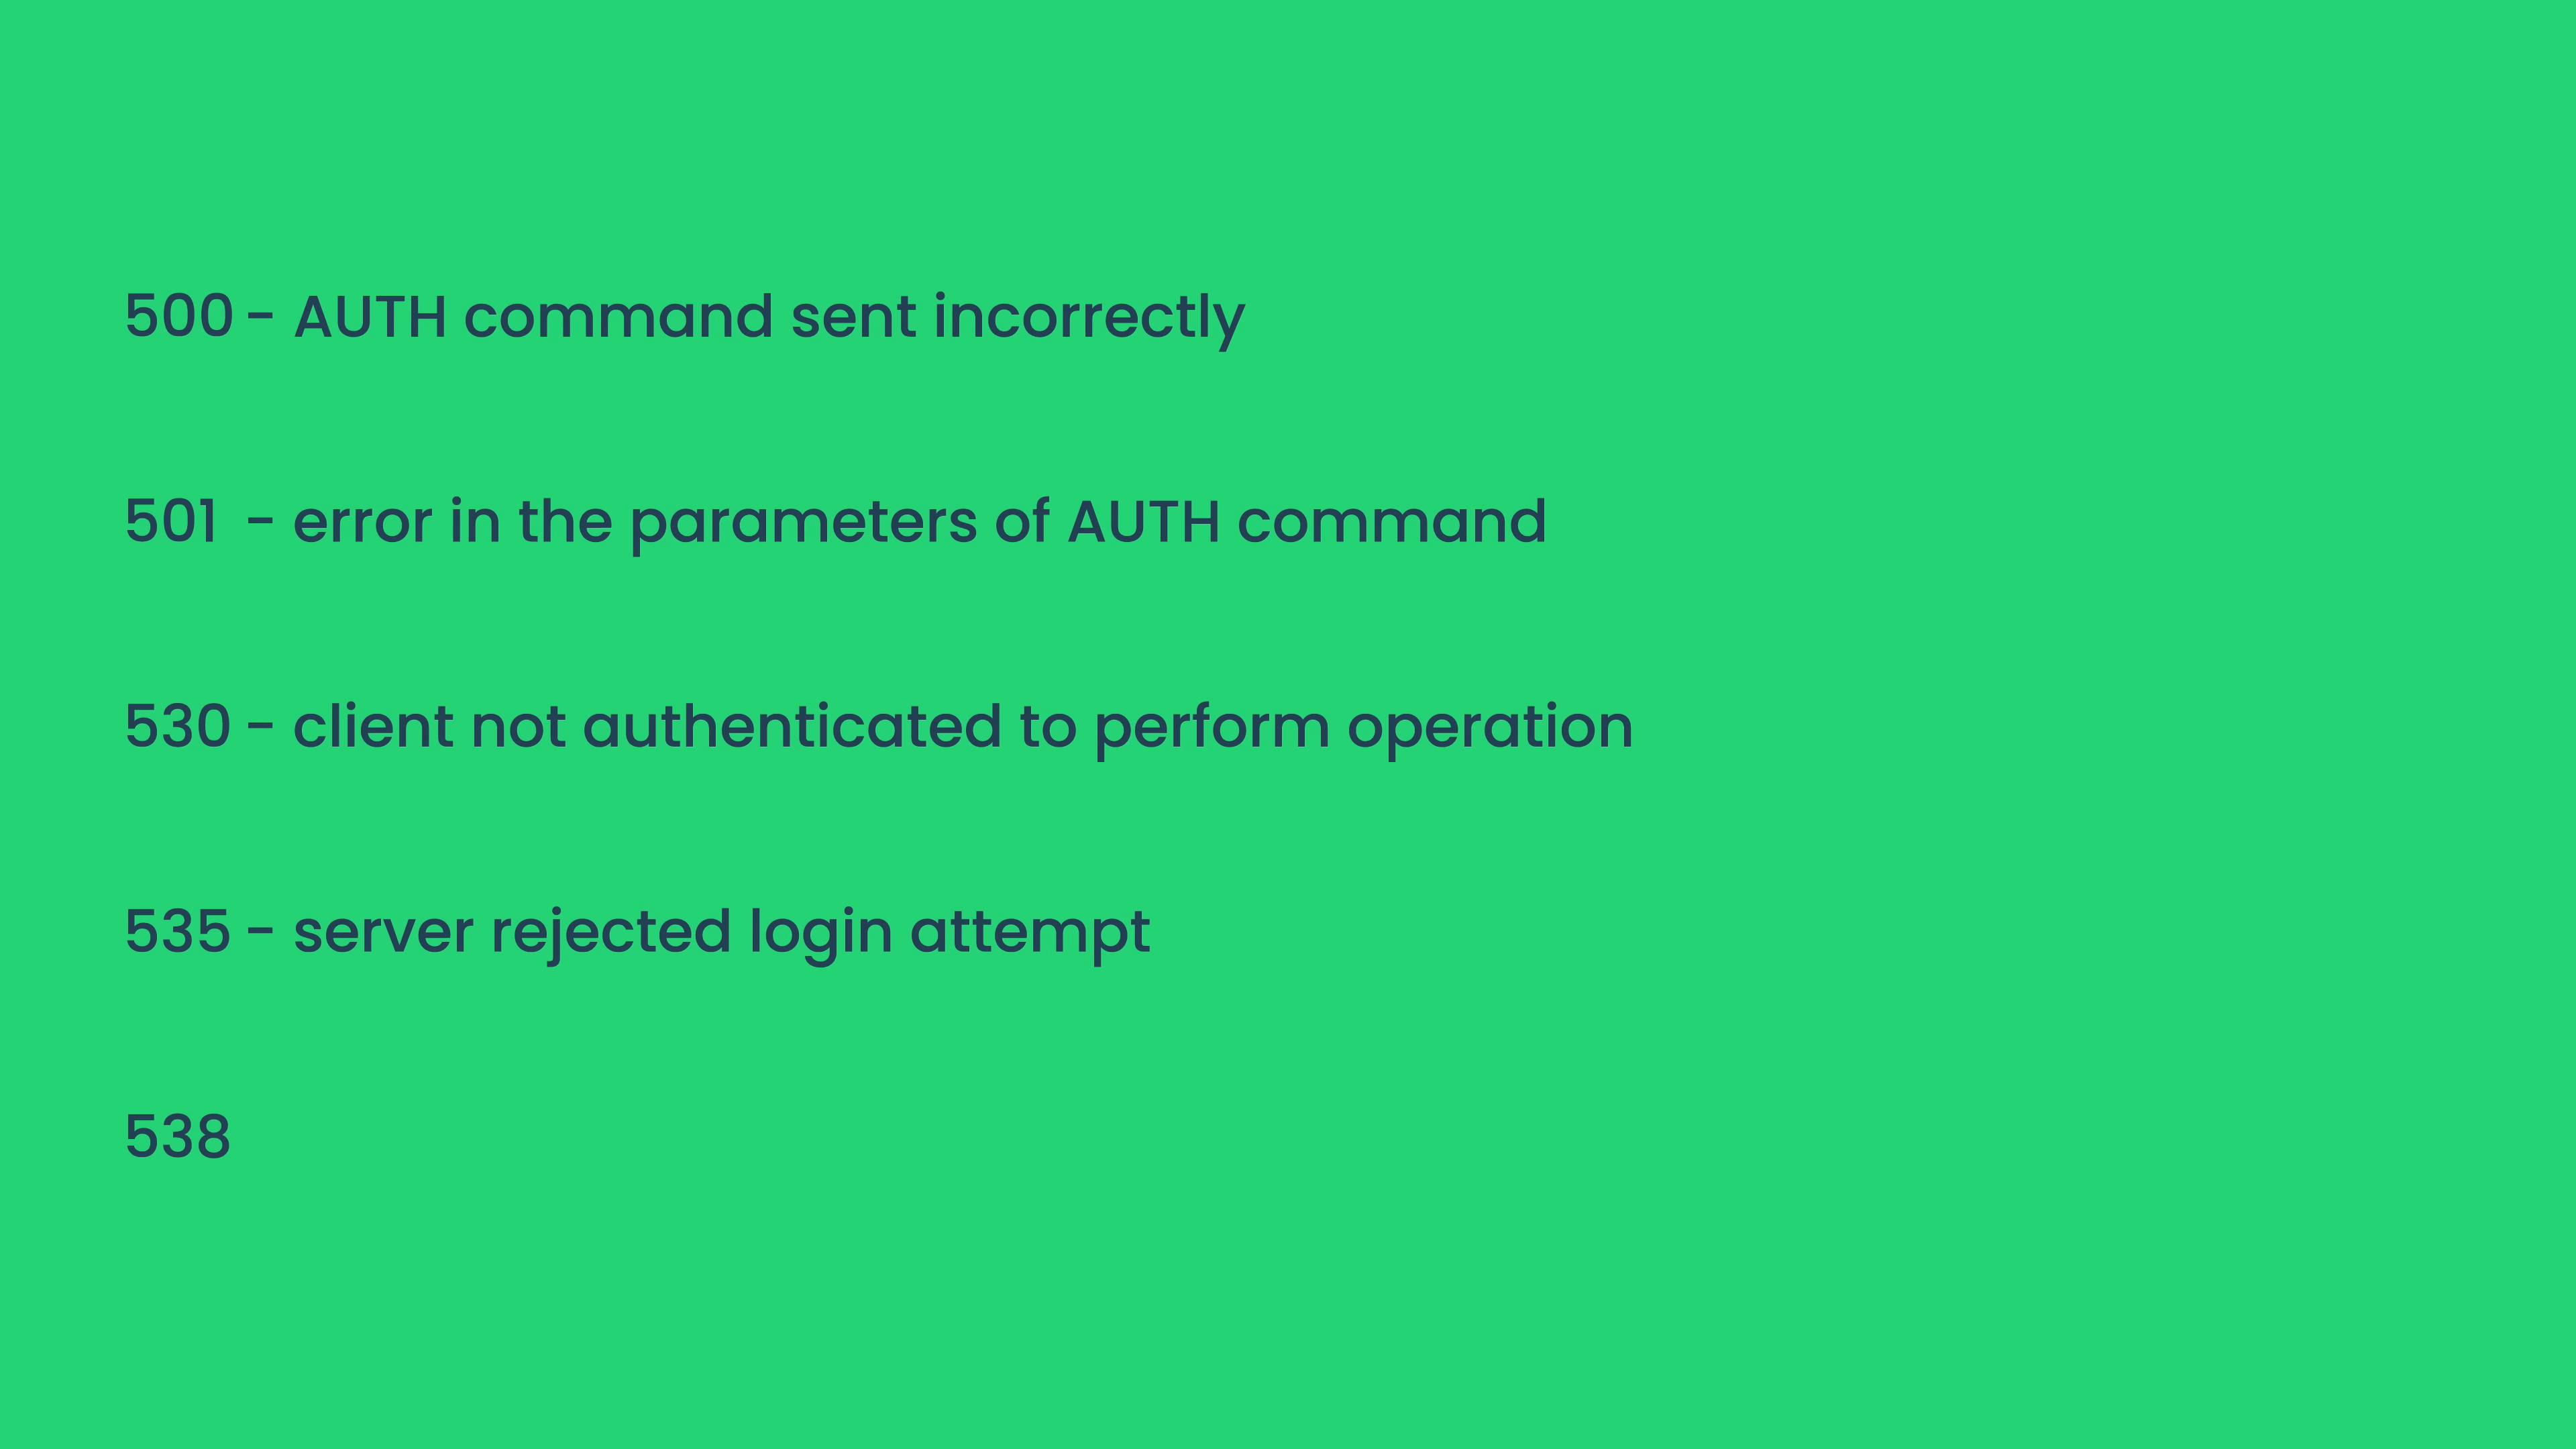 500 - AUTH command sent incorrectly
501 - error in the parameters of AUTH command
530 - client not authenticated to perform operation
535 - server rejected login attempt
538